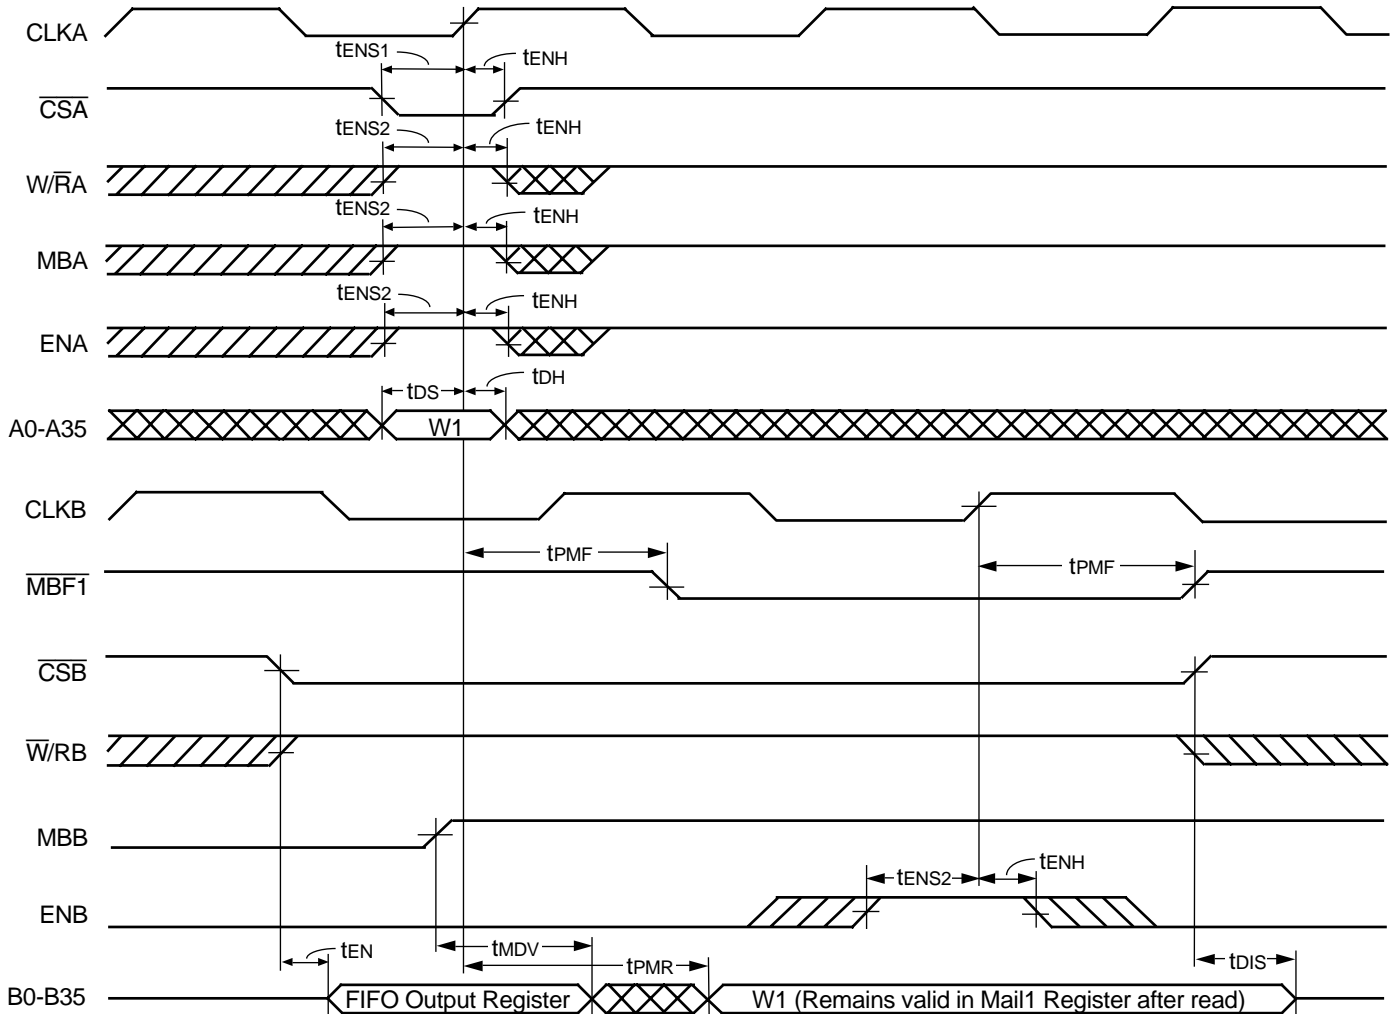 CLKA
tENS1
tENH
CSA
tENS2
tENH
W/RA
tENS2
tENH
MBA
tENS2
tENH
ENA
tDS
tDH
A0-A35
W1
CLKB
tPMF
tPMF
MBF1
CSB
W/RB
MBB
tENS2
tENH
ENB
tEN
tMDV
tPMR
tDIS
B0-B35
FIFO Output Register
W1 (Remains valid in Mail1 Register after read)